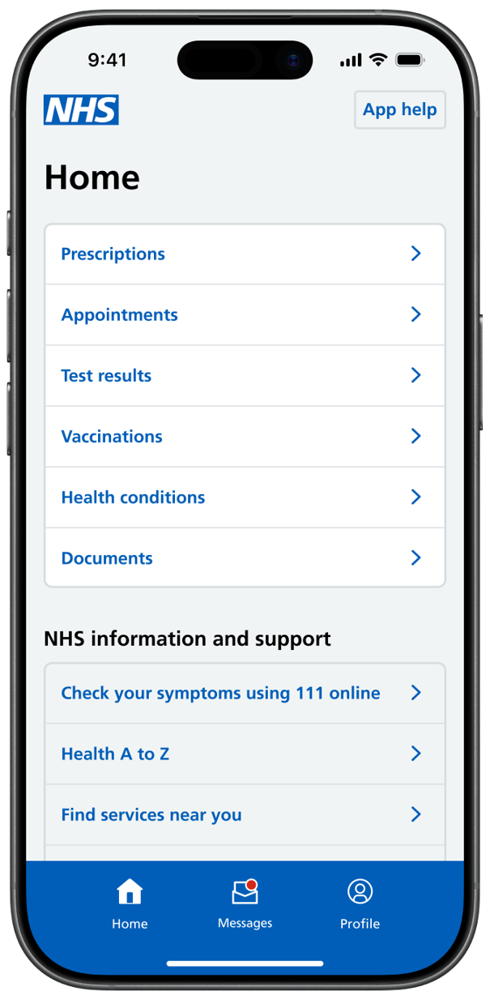 9:41
NHS
App help
Home
Prescriptions
Appointments
Test results
Vaccinations
Health conditions
Documents
NHS information and support
Check your symptoms using 111 online
Health A to Z
Find services near you
Home
Messages
Profile